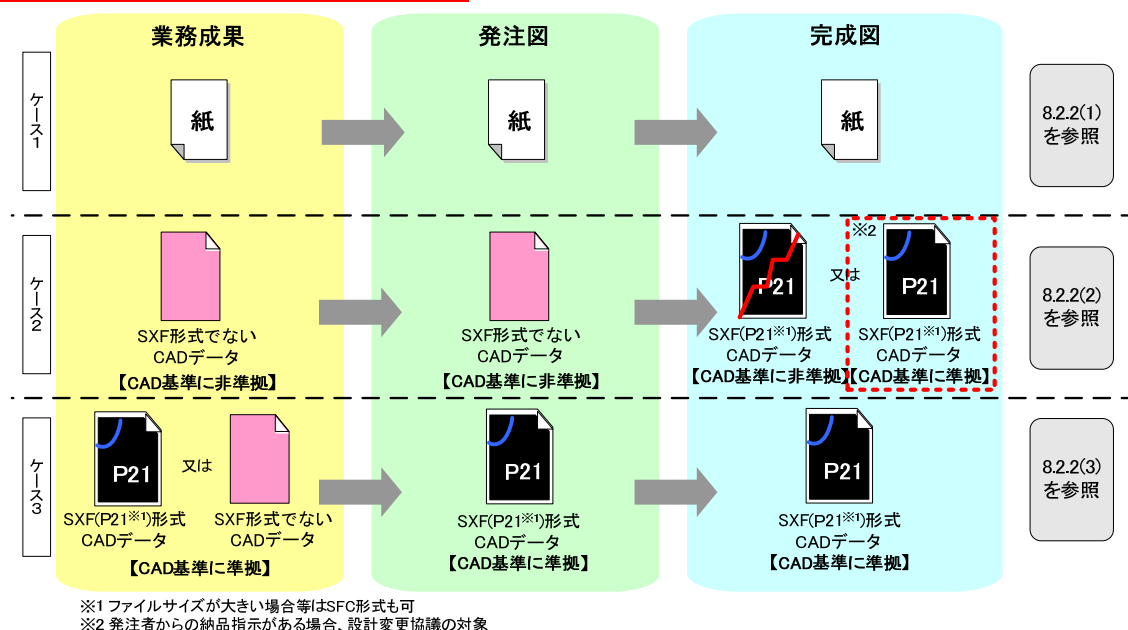 業務成果
発注図
完成図
ケース1
紙
紙
紙
8.2.2(1)
を参照
ケース2
SXF形式でない
CADデータ
【CAD基準に非準拠】
SXF形式でない
CADデータ
【CAD基準に非準拠】
P21
SXF(P21※1)形式
CADデータ
【CAD基準に非準拠】
又は
※2
P21
SXF(P21※1)形式
CADデータ
【CAD基準に準拠】
8.2.2(2)
を参照
ケース3
P21
SXF(P21※1)形式
CADデータ
又は
SXF形式でない
CADデータ
【CAD基準に準拠】
P21
SXF(P21※1)形式
CADデータ
【CAD基準に準拠】
P21
SXF(P21※1)形式
CADデータ
【CAD基準に準拠】
8.2.2(3)
を参照
※1 ファイルサイズが大きい場合等はSFC形式も可
※2 発注者からの納品指示がある場合、設計変更協議の対象